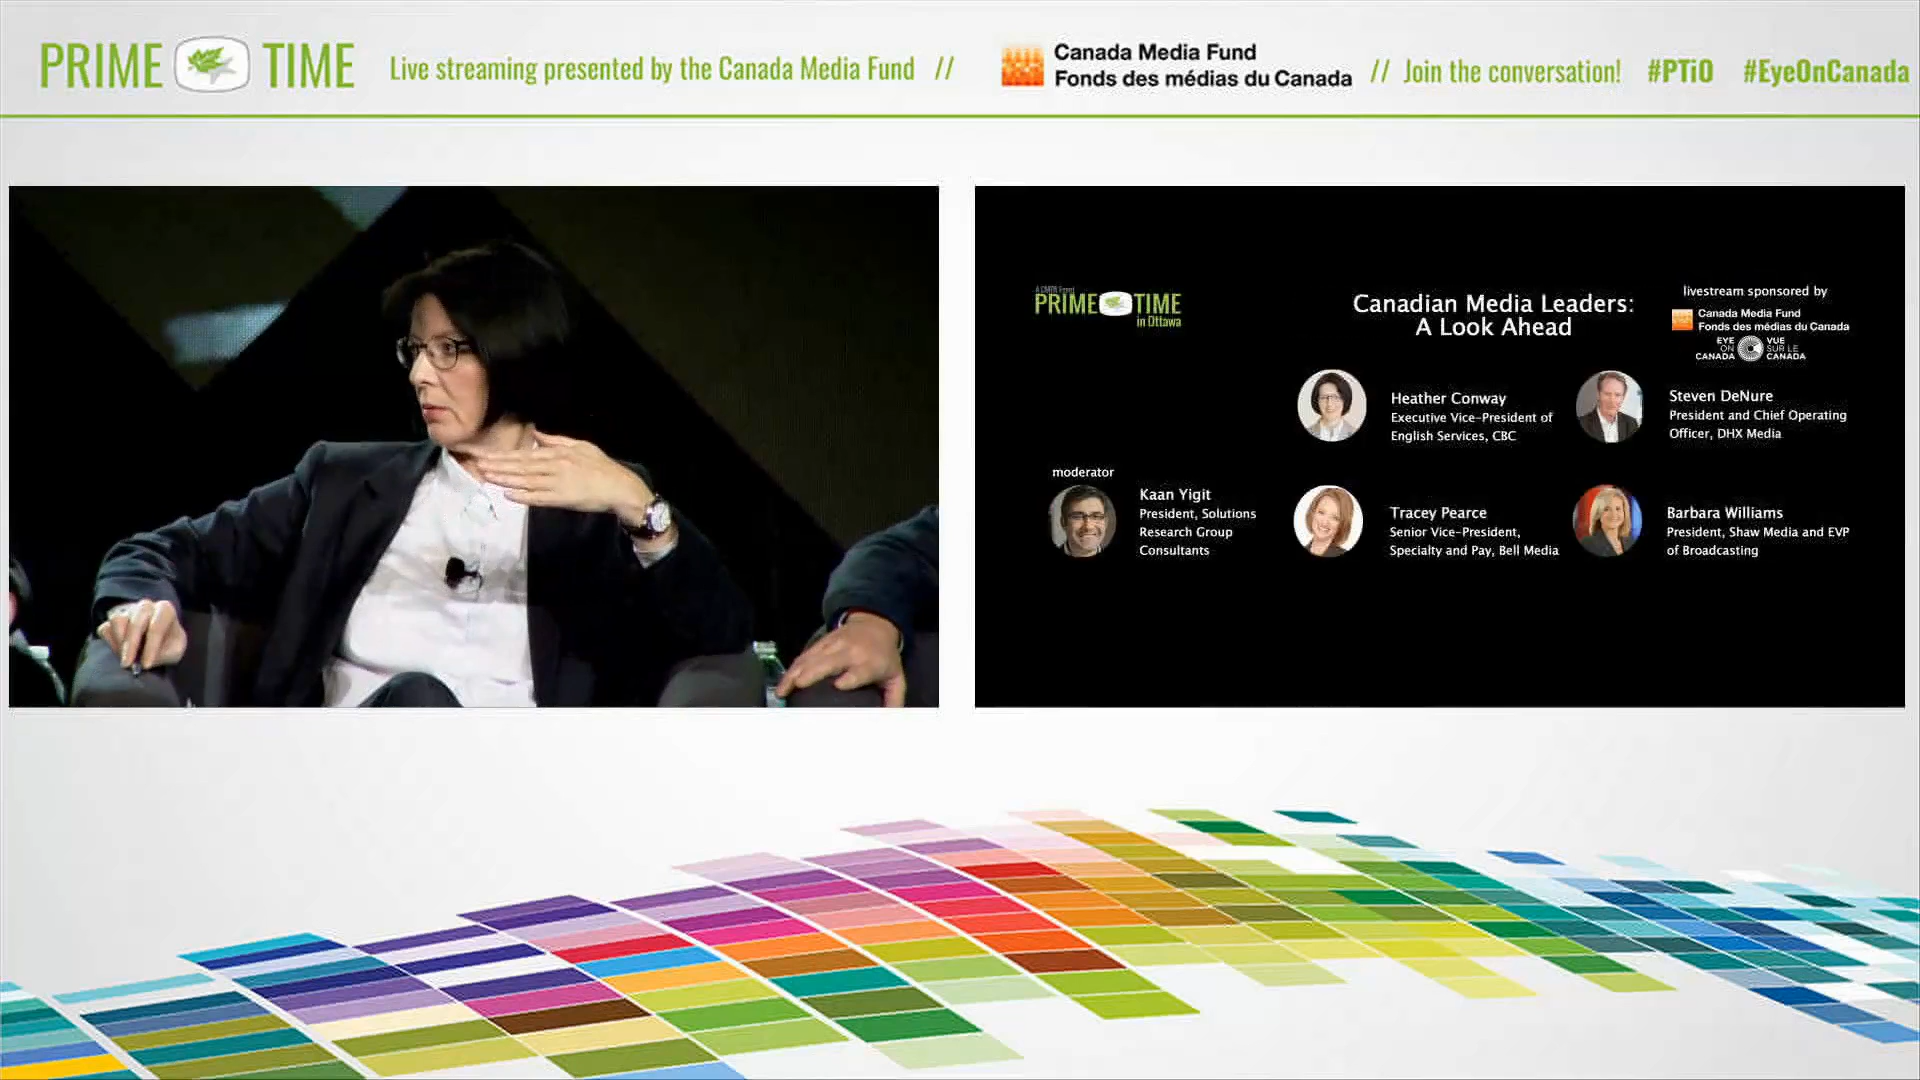 PRIME TIME
Live streaming presented by the Canada Media Fund //
Canada Media Fund
Fonds des médias du Canada
// Join the conversation! #PTiO #EyeOnCanada
PRIME TIME
in Ottawa
Canadian Media Leaders:
A Look Ahead
livestream sponsored by
Canada Media Fund
Fonds des médias du Canada
EYE ON CANADA
VUE SUR LE CANADA
Heather Conway
Executive Vice-President of
English Services, CBC
Steven DeNure
President and Chief Operating
Officer, DHX Media
moderator
Kaan Yigit
President, Solutions
Research Group
Consultants
Tracey Pearce
Senior Vice-President,
Specialty and Pay, Bell Media
Barbara Williams
President, Shaw Media and EVP
of Broadcasting